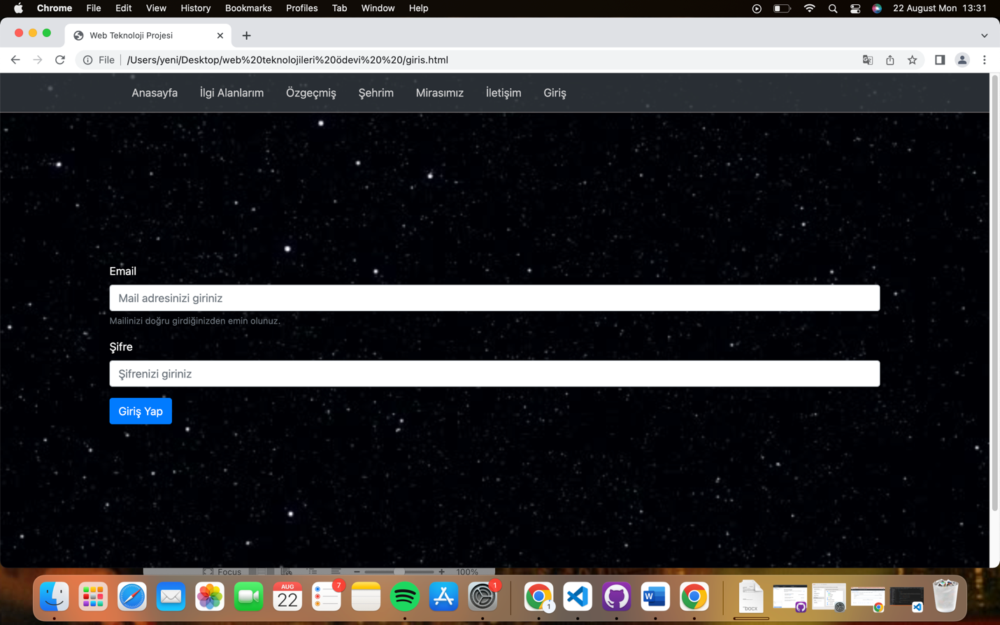 Chrome File Edit View History Bookmarks Profiles Tab Window Help 22 August Mon 13:31
Web Teknoloji Projesi
File /Users/yeni/Desktop/web%20teknolojileri%20ödevi%20%20/giris.html
Anasayfa İlgi Alanlarım Özgeçmiş Şehrim Mirasımız İletişim Giriş
Email
Mail adresinizi giriniz
Mailinizi doğru girdiğinizden emin olunuz.
Şifre
Şifrenizi giriniz
Giriş Yap
Focus 100%
AUG
22
7
1
1
W
DOCX